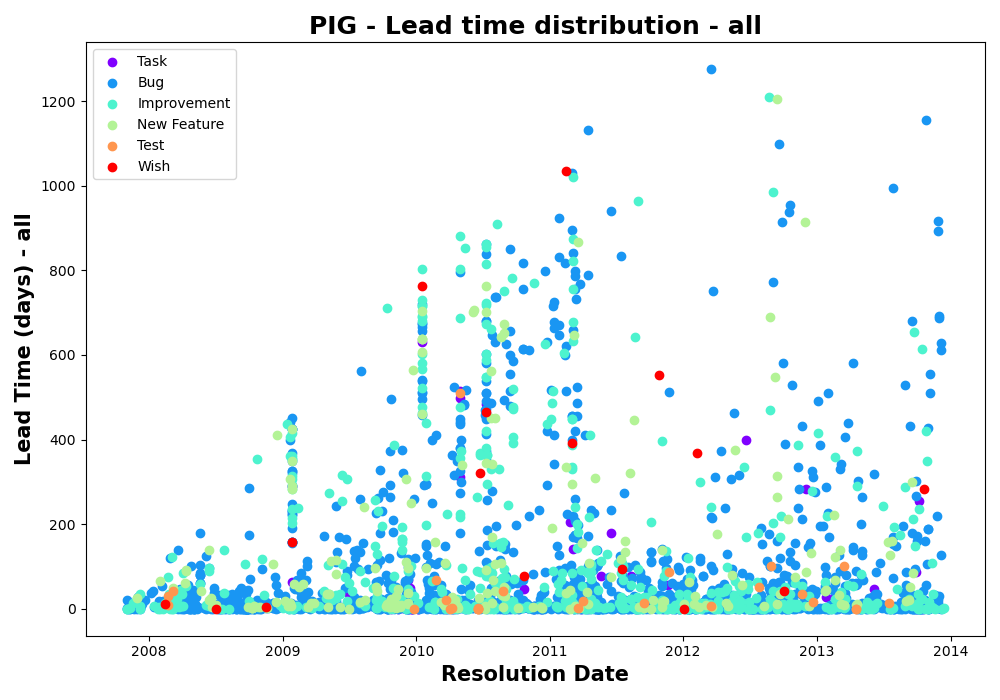 PIG - Lead time distribution - all
Task
Bug
Improvement
New Feature
Test
Wish
Lead Time (days) - all
1200
1000
800
600
400
200
0
2008 2009 2010 2011 2012 2013 2014
Resolution Date